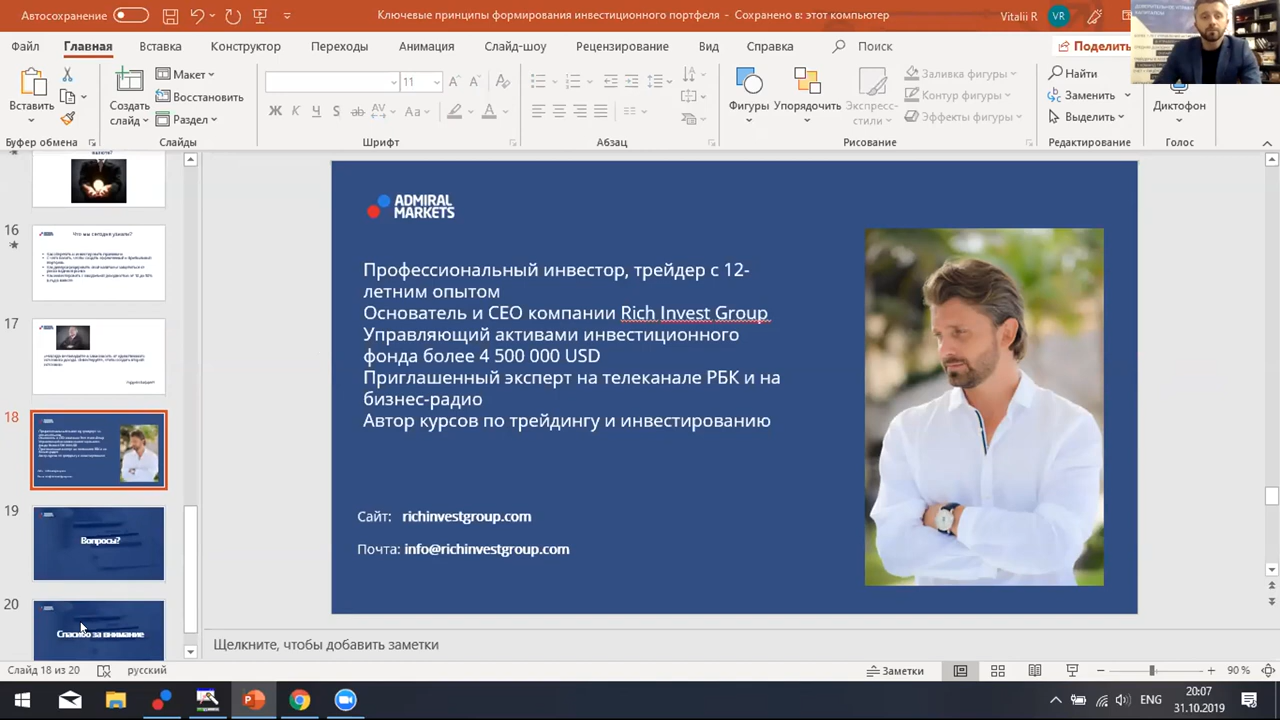 Автосохранение
Ключевые принципы формирования инвестиционного портфеля - Сохранено в: этот компьютер
Vitalii R
VR
Файл
Главная
Вставка
Конструктор
Переходы
Анимация
Слайд-шоу
Рецензирование
Вид
Справка
Поиск
Поделить
Вставить
Создать
слайд
Макет
Восстановить
Раздел
11
Фигуры
Упорядочить
Экспресс-
стили
Заливка фигуры
Контур фигуры
Эффекты фигуры
Найти
Заменить
Выделить
Диктофон
Буфер обмена
Слайды
Шрифт
Абзац
Рисование
Редактирование
Голос
16
Что мы сегодня узнали?
17
18
19
Вопросы?
20
Спасибо за внимание
ADMIRAL
MARKETS
Профессиональный инвестор, трейдер с 12-
летним опытом
Основатель и CEO компании Rich Invest Group
Управляющий активами инвестиционного
фонда более 4 500 000 USD
Приглашенный эксперт на телеканале РБК и на
бизнес-радио
Автор курсов по трейдингу и инвестированию
Сайт: richinvestgroup.com
Почта: info@richinvestgroup.com
Щелкните, чтобы добавить заметки
Слайд 18 из 20
русский
Заметки
90 %
ENG
20:07
31.10.2019